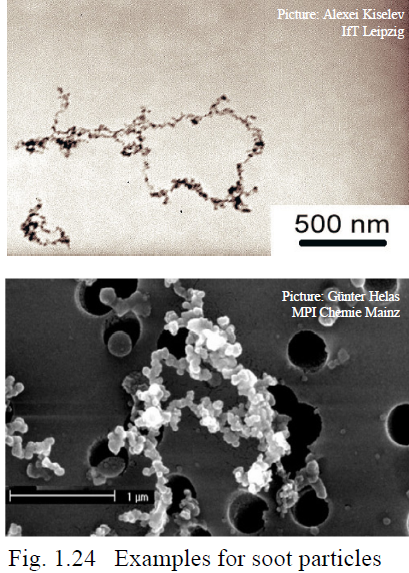 Picture: Alexei Kiselev
IfT Leipzig
500 nm
Picture: Günter Helas
MPI Chemie Mainz
1 µm
Fig. 1.24 Examples for soot particles